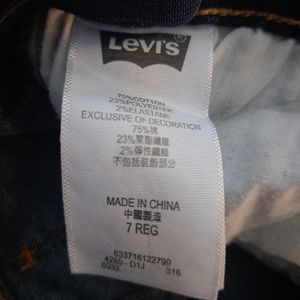 Levi's
®
75%COTTON
23%POLYESTER
2%ELASTANE
EXCLUSIVE OF DECORATION
75%棉
23%聚酯纖維
2%彈性纖維
不包括裝飾部分
MADE IN CHINA
中國製造
7 REG
633716122799
4285 - D1J
0332 316